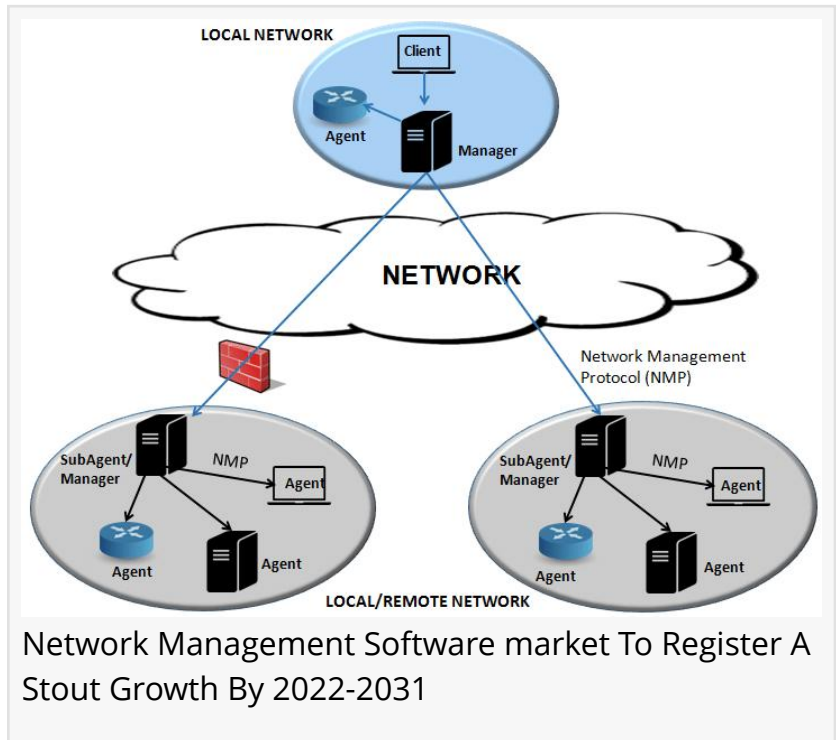 LOCAL NETWORK
Client
Agent
Manager
NETWORK
Network Management
Protocol (NMP)
SubAgent/
Manager
NMP
Agent
Agent
Agent
SubAgent/
Manager
NMP
Agent
Agent
Agent
LOCAL/REMOTE NETWORK
Network Management Software market To Register A
Stout Growth By 2022-2031